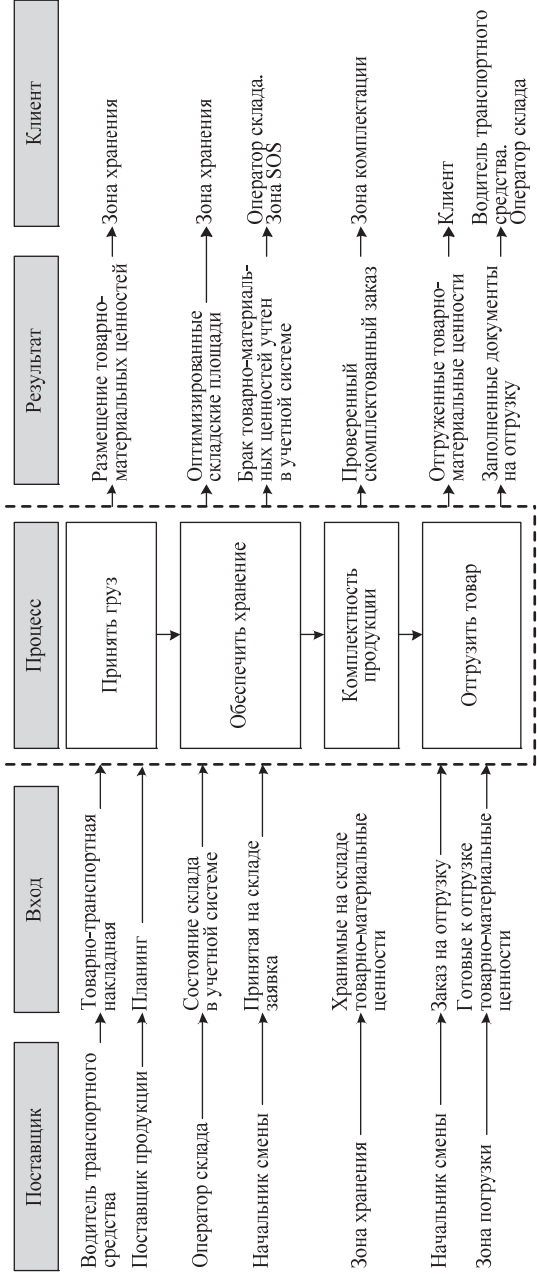 Поставщик
Вход
Процесс
Результат
Клиент
Водитель транспортного
средства
Товарно-транспортная
накладная
Принять груз
Размещение товарно-
материальных ценностей
Зона хранения
Поставщик продукции
Планинг
Оператор склада
Состояние склада
в учетной системе
Обеспечить хранение
Оптимизированные
складские площади
Зона хранения
Начальник смены
Принятая на складе
заявка
Брак товарно-материаль-
ных ценностей учтен
в учетной системе
Оператор склада.
Зона SOS
Зона хранения
Хранимые на складе
товарно-материальные
ценности
Комплектность
продукции
Проверенный
скомплектованный заказ
Зона комплектации
Начальник смены
Заказ на отгрузку
Отгрузить товар
Отгруженные товарно-
материальные ценности
Клиент
Зона погрузки
Готовые к отгрузке
товарно-материальные
ценности
Заполненные документы
на отгрузку
Водитель транспортного
средства.
Оператор склада